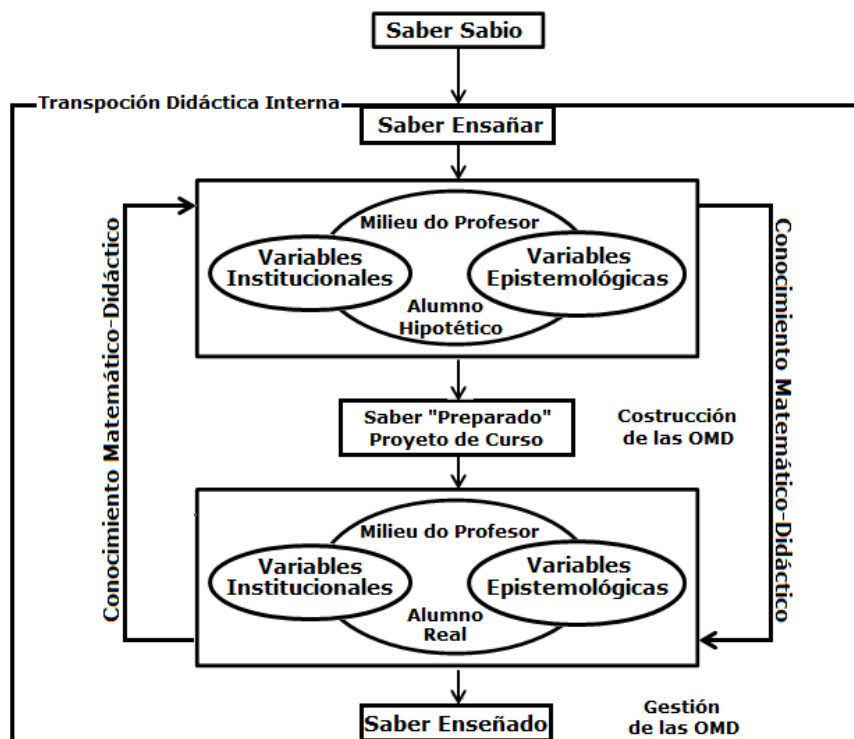 Saber Sabio
Transpoción Didáctica Interna
Saber Ensañar
Milieu do Profesor
Variables
Institucionales
Variables
Epistemológicas
Alumno
Hipotético
Conocimiento Matemático-Didáctico
Conocimiento Matemático-Didáctico
Saber "Preparado"
Proyeto de Curso
Costrucción
de las OMD
Milieu do Profesor
Variables
Institucionales
Variables
Epistemológicas
Alumno
Real
Saber Enseñado
Gestión
de las OMD